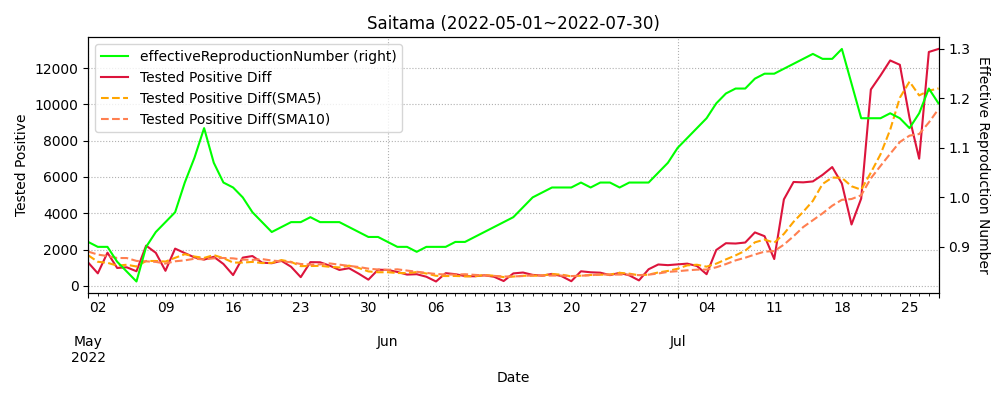 Saitama (2022-05-01~2022-07-30)
effectiveReproductionNumber (right)
Tested Positive Diff
Tested Positive Diff(SMA5)
Tested Positive Diff(SMA10)
Tested Positive
12000
10000
8000
6000
4000
2000
0
1.3
1.2
1.1
1.0
0.9
Effective Reproduction Number
02 09 16 23 30 06 13 20 27 04 11 18 25
May Jun Jul
2022
Date